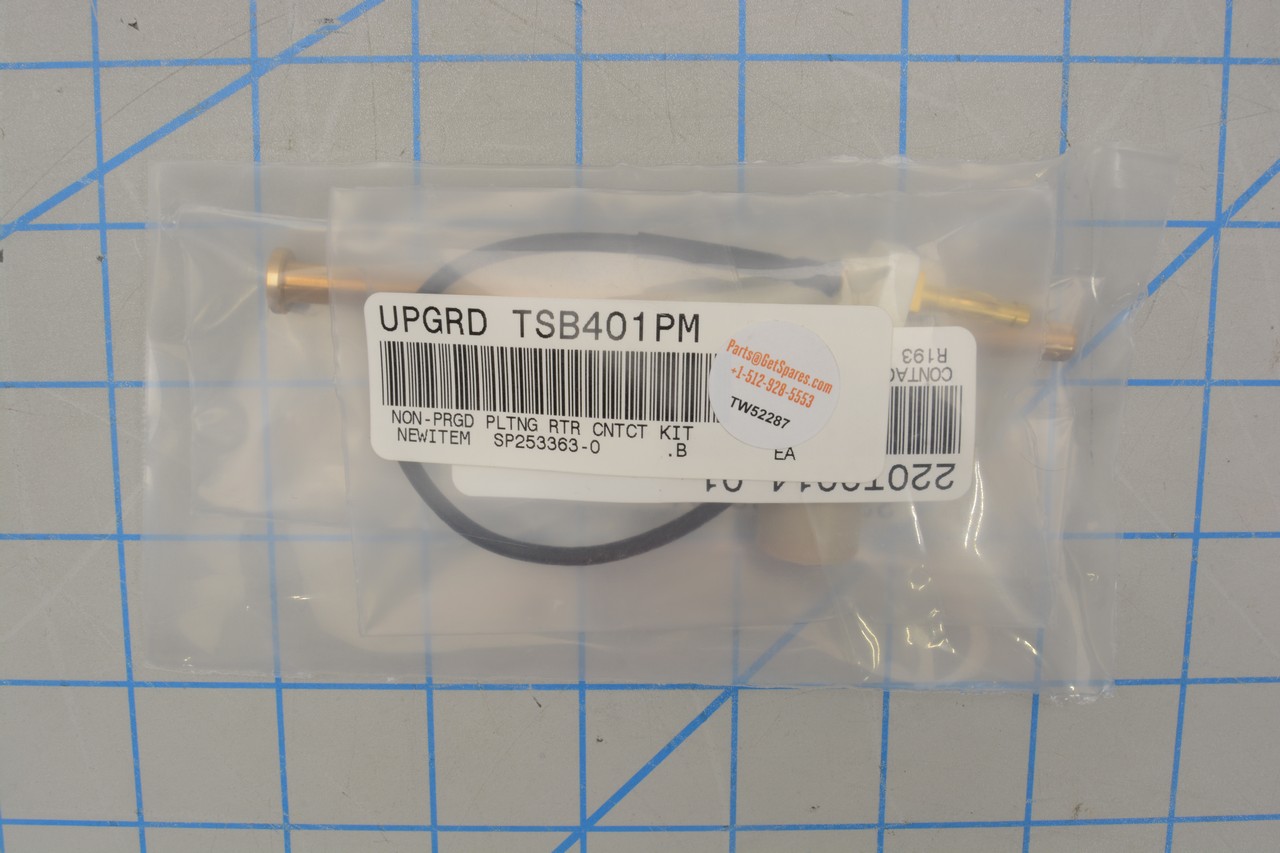 UPGRD TSB401PM
Parts@GetSpares.com
+1-512-928-5553
TW52287
NON-PRGD PLTNG RTR CNTCT KIT
NEWITEM SP253363-0 .B EA
R193